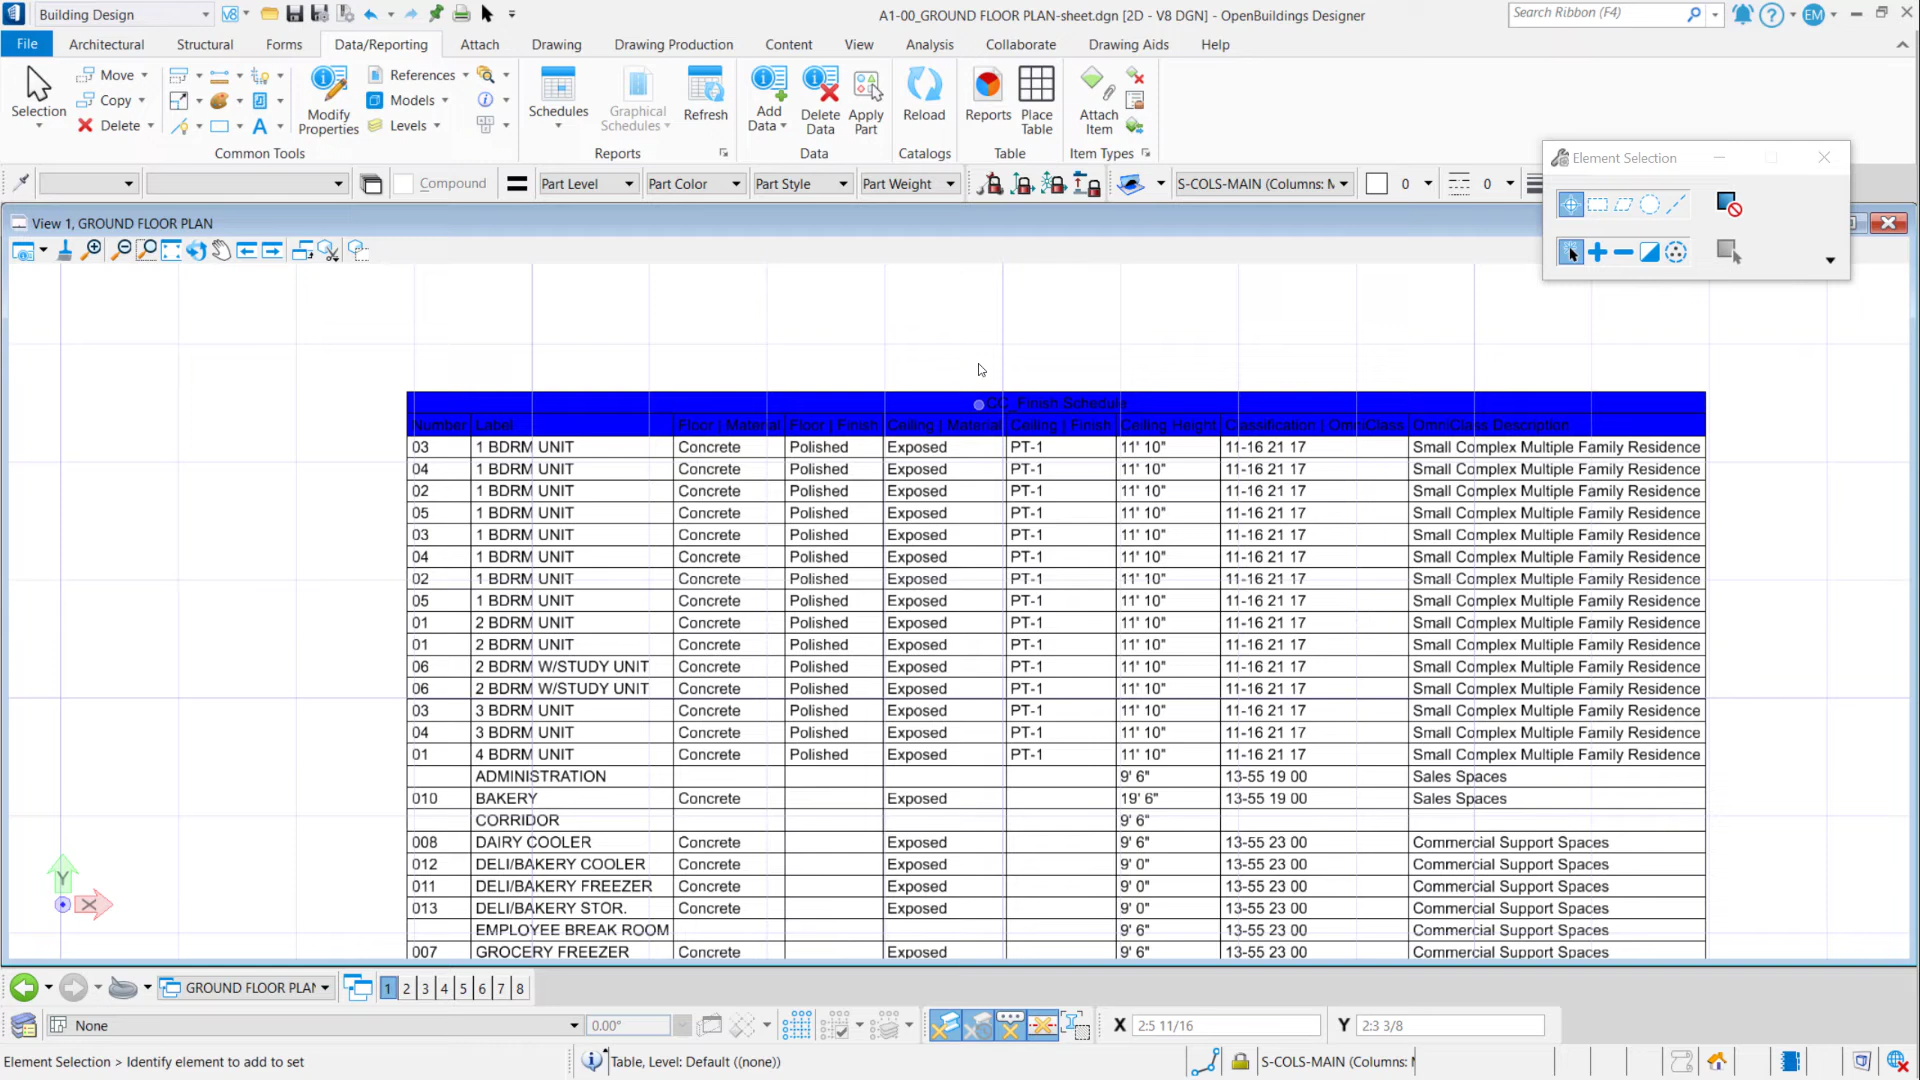 Building Design
V8
A1-00_GROUND FLOOR PLAN-sheet.dgn [2D - V8 DGN] - OpenBuildings Designer
Search Ribbon (F4)
EM
File
Architectural
Structural
Forms
Data/Reporting
Attach
Drawing
Drawing Production
Content
View
Analysis
Collaborate
Drawing Aids
Help
Selection
Move
Copy
Delete
Modify Properties
References
Models
Levels
Common Tools
Schedules
Graphical Schedules
Refresh
Reports
Add Data
Delete Data
Apply Part
Data
Reload
Catalogs
Reports
Place Table
Table
Attach Item
Item Types
Element Selection
Compound
Part Level
Part Color
Part Style
Part Weight
S-COLS-MAIN (Columns: M
0
0
View 1, GROUND FLOOR PLAN
CC_Finish Schedule
Number Label Floor | Material Floor | Finish Ceiling | Material Ceiling | Finish Ceiling Height Classification | OmniClass OmniClass Description
03 1 BDRM UNIT Concrete Polished Exposed PT-1 11' 10" 11-16 21 17 Small Complex Multiple Family Residence
04 1 BDRM UNIT Concrete Polished Exposed PT-1 11' 10" 11-16 21 17 Small Complex Multiple Family Residence
02 1 BDRM UNIT Concrete Polished Exposed PT-1 11' 10" 11-16 21 17 Small Complex Multiple Family Residence
05 1 BDRM UNIT Concrete Polished Exposed PT-1 11' 10" 11-16 21 17 Small Complex Multiple Family Residence
03 1 BDRM UNIT Concrete Polished Exposed PT-1 11' 10" 11-16 21 17 Small Complex Multiple Family Residence
04 1 BDRM UNIT Concrete Polished Exposed PT-1 11' 10" 11-16 21 17 Small Complex Multiple Family Residence
02 1 BDRM UNIT Concrete Polished Exposed PT-1 11' 10" 11-16 21 17 Small Complex Multiple Family Residence
05 1 BDRM UNIT Concrete Polished Exposed PT-1 11' 10" 11-16 21 17 Small Complex Multiple Family Residence
01 2 BDRM UNIT Concrete Polished Exposed PT-1 11' 10" 11-16 21 17 Small Complex Multiple Family Residence
01 2 BDRM UNIT Concrete Polished Exposed PT-1 11' 10" 11-16 21 17 Small Complex Multiple Family Residence
06 2 BDRM W/STUDY UNIT Concrete Polished Exposed PT-1 11' 10" 11-16 21 17 Small Complex Multiple Family Residence
06 2 BDRM W/STUDY UNIT Concrete Polished Exposed PT-1 11' 10" 11-16 21 17 Small Complex Multiple Family Residence
03 3 BDRM UNIT Concrete Polished Exposed PT-1 11' 10" 11-16 21 17 Small Complex Multiple Family Residence
04 3 BDRM UNIT Concrete Polished Exposed PT-1 11' 10" 11-16 21 17 Small Complex Multiple Family Residence
01 4 BDRM UNIT Concrete Polished Exposed PT-1 11' 10" 11-16 21 17 Small Complex Multiple Family Residence
ADMINISTRATION 9' 6" 13-55 19 00 Sales Spaces
010 BAKERY Concrete Exposed 19' 6" 13-55 19 00 Sales Spaces
CORRIDOR 9' 6"
008 DAIRY COOLER Concrete Exposed 9' 6" 13-55 23 00 Commercial Support Spaces
012 DELI/BAKERY COOLER Concrete Exposed 9' 0" 13-55 23 00 Commercial Support Spaces
011 DELI/BAKERY FREEZER Concrete Exposed 9' 0" 13-55 23 00 Commercial Support Spaces
013 DELI/BAKERY STOR. Concrete Exposed 9' 0" 13-55 23 00 Commercial Support Spaces
EMPLOYEE BREAK ROOM 9' 6" 13-55 23 00 Commercial Support Spaces
007 GROCERY FREEZER Concrete Exposed 9' 6" 13-55 23 00 Commercial Support Spaces
Y
X
GROUND FLOOR PLAN
1 2 3 4 5 6 7 8
None
0.00°
X 2:5 11/16
Y 2:3 3/8
Element Selection > Identify element to add to set
Table, Level: Default ((none))
S-COLS-MAIN (Columns: M